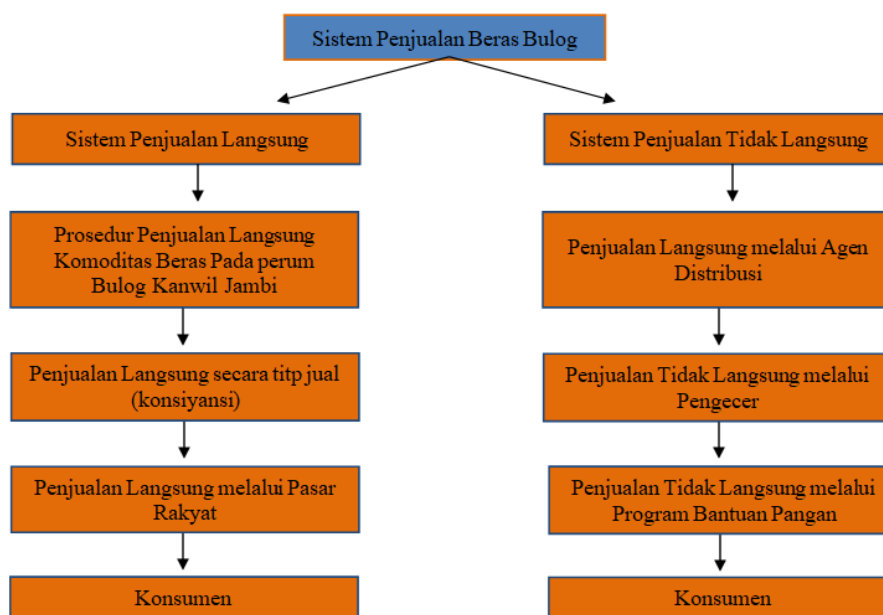 Sistem Penjualan Beras Bulog
Sistem Penjualan Langsung
Prosedur Penjualan Langsung
Komoditas Beras Pada perum
Bulog Kanwil Jambi
Penjualan Langsung secara titp jual
(konsiyansi)
Penjualan Langsung melalui Pasar
Rakyat
Konsumen
Sistem Penjualan Tidak Langsung
Penjualan Langsung melalui Agen
Distribusi
Penjualan Tidak Langsung melalui
Pengecer
Penjualan Tidak Langsung melalui
Program Bantuan Pangan
Konsumen